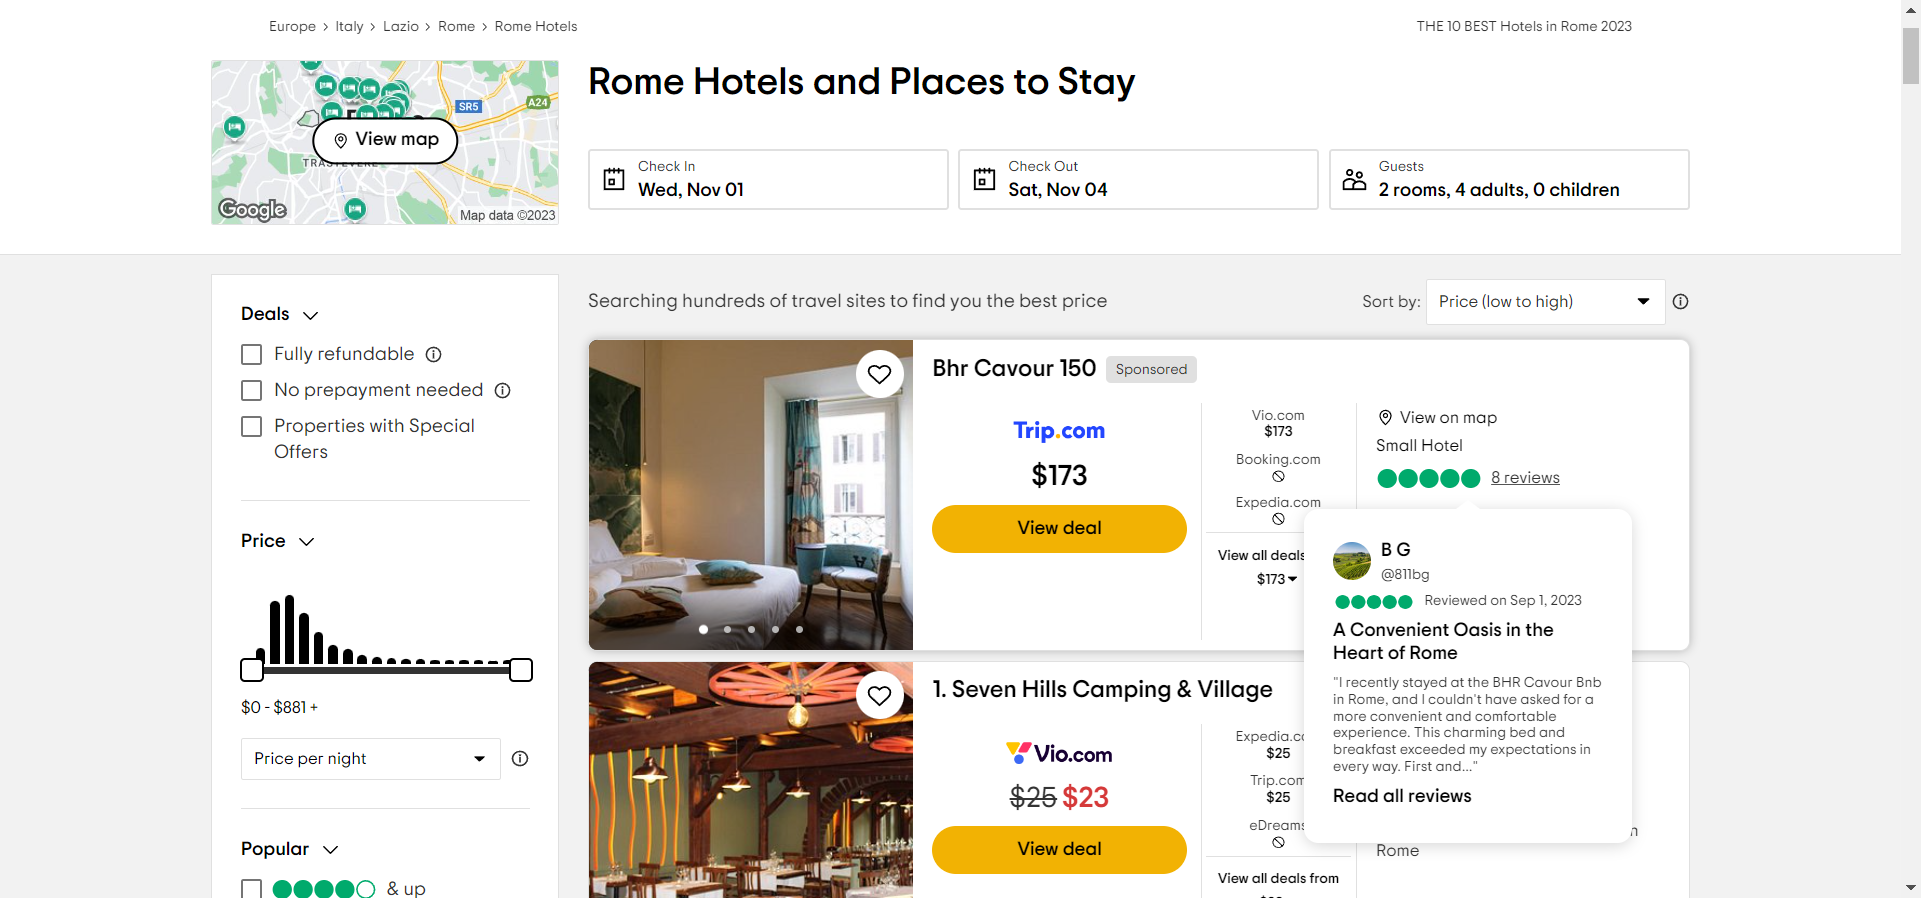 Europe › Italy › Lazio › Rome › Rome Hotels
THE 10 BEST Hotels in Rome 2023
SR5
A24
View map
TRASTEVERE
Google
Map data ©2023
Rome Hotels and Places to Stay
Check In
Wed, Nov 01
Check Out
Sat, Nov 04
Guests
2 rooms, 4 adults, 0 children
Deals
Fully refundable
No prepayment needed
Properties with Special
Offers
Price
$0 - $881 +
Price per night
Popular
& up
Searching hundreds of travel sites to find you the best price
Sort by:
Price (low to high)
Bhr Cavour 150
Sponsored
Trip.com
$173
View deal
Vio.com
$173
Booking.com
Expedia.com
View all deals
$173
View on map
Small Hotel
8 reviews
B G
@811bg
Reviewed on Sep 1, 2023
A Convenient Oasis in the
Heart of Rome
"I recently stayed at the BHR Cavour Bnb
in Rome, and I couldn't have asked for a
more convenient and comfortable
experience. This charming bed and
breakfast exceeded my expectations in
every way. First and..."
Read all reviews
1. Seven Hills Camping & Village
Vio.com
$25 $23
View deal
Expedia.c
$25
Trip.com
$25
eDreams
View all deals from
Rome